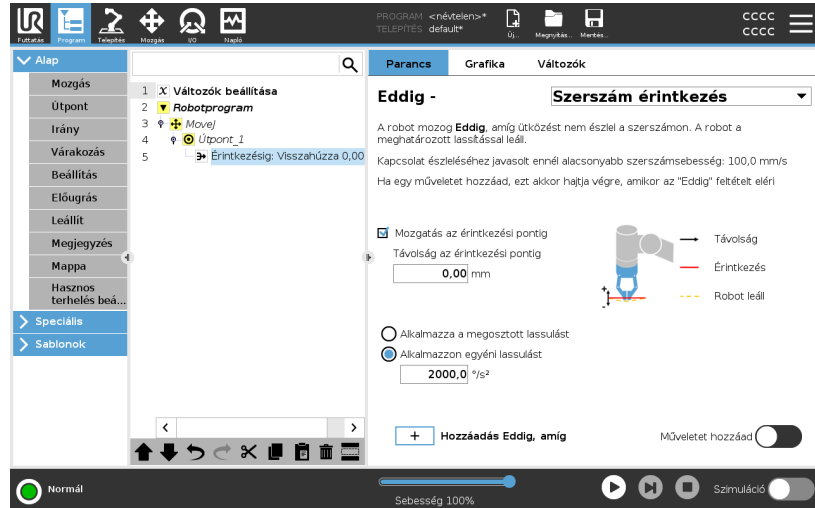 PROGRAM <névtelen>*
TELEPÍTÉS default*
Futtatás Program Telepítés Mozgás I/O Napló Új... Megnyitás... Mentés...
cccc
cccc
Alap
Mozgás
Útpont
Irány
Várakozás
Beállítás
Előugrás
Leállít
Megjegyzés
Mappa
Hasznos
terhelés beá...
Speciális
Sablonok
1 X Változók beállítása
2 Robotprogram
3 MoveJ
4 Útpont_1
5 Érintkezésig: Visszahúzza 0,00
Parancs Grafika Változók
Eddig - Szerszám érintkezés
A robot mozog Eddig, amíg ütközést nem észlel a szerszámon. A robot a
meghatározott lassítással leáll.
Kapcsolat észleléséhez javasolt ennél alacsonyabb szerszámsebesség: 100,0 mm/s
Ha egy műveletet hozzáad, ezt akkor hajtja végre, amikor az "Eddig" feltételt eléri
Mozgatás az érintkezési pontig
Távolság az érintkezési pontig
0,00 mm
Távolság
Érintkezés
Robot leáll
Alkalmazza a megosztott lassulást
Alkalmazzon egyéni lassulást
2000,0 °/s²
+ Hozzáadás Eddig, amíg
Műveletet hozzáad
Normál
Sebesség 100%
Szimuláció